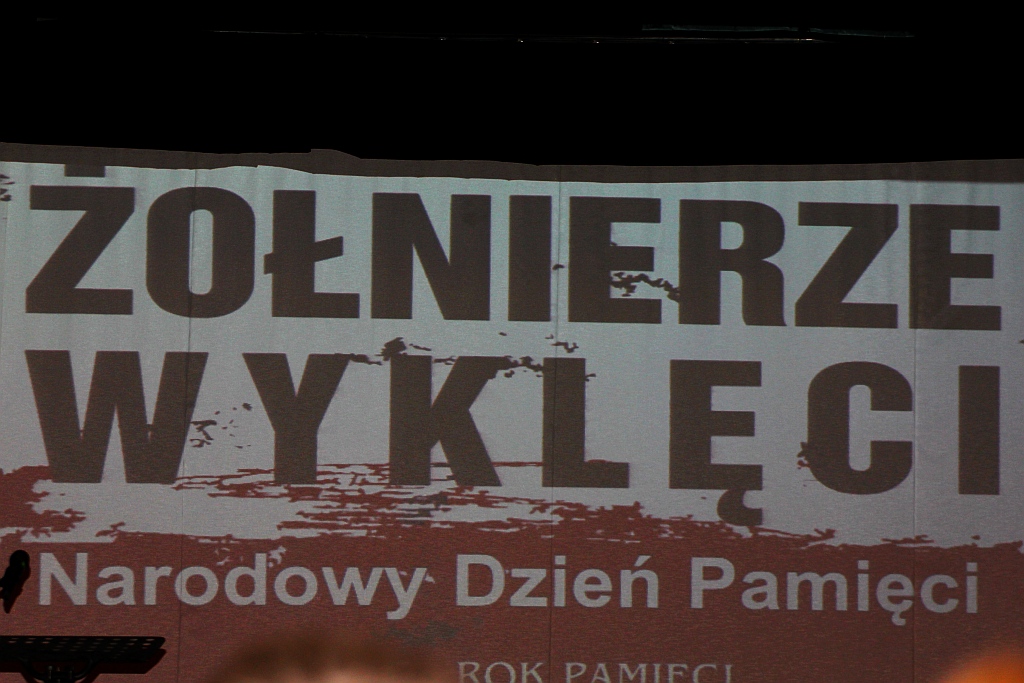 ŻOŁNIERZE
WYKLĘCI
Narodowy Dzień Pamięci
ROK PAMIĘCI